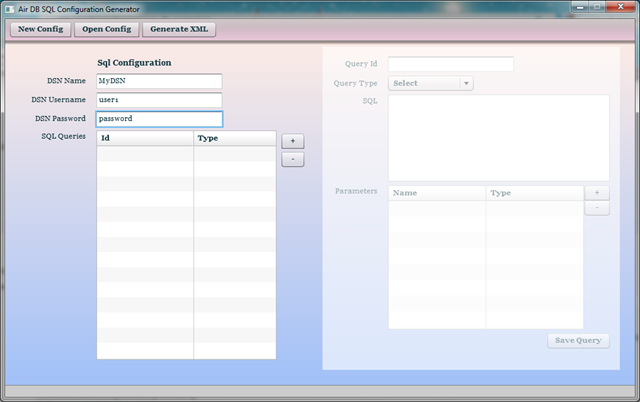 Air DB SQL Configuration Generator
New Config Open Config Generate XML
Sql Configuration
DSN Name MyDSN
DSN Username user1
DSN Password password
SQL Queries Id Type +
-
Query Id
Query Type Select
SQL
Parameters Name Type +
-
Save Query